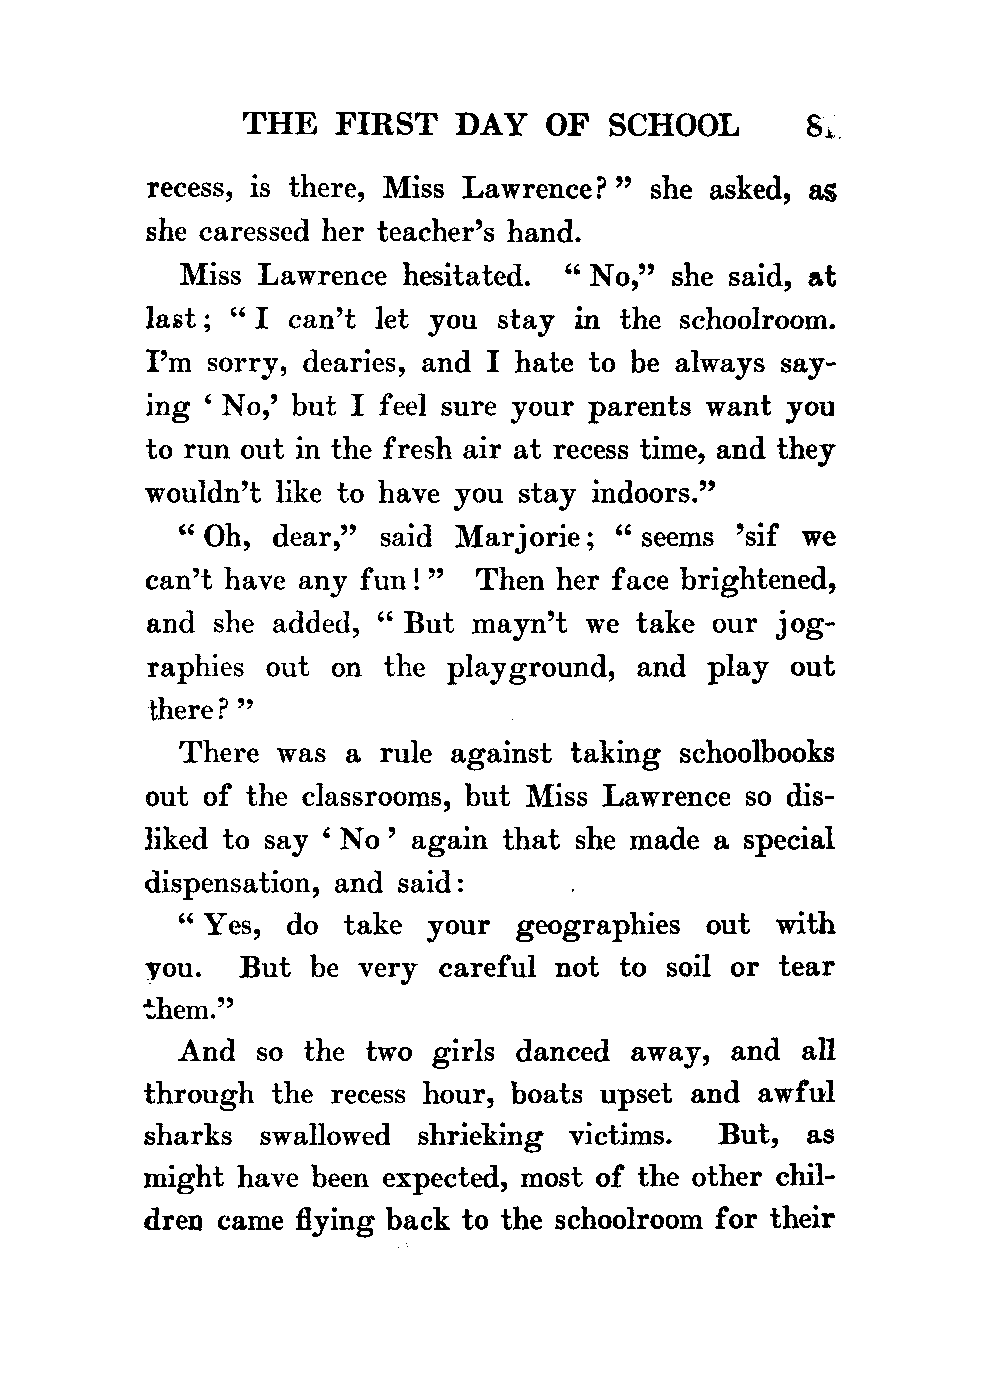 THE FIRST DAY OF SCHOOL
recess, is there, Miss Lawrence?” she asked, as
she caressed her teacher’s hand.
Miss Lawrence hesitated. “No,” she said, at
last; “I can’t let you stay in the schoolroom.
I’m sorry, dearies, and I hate to be always say-
ing ‘No,’ but I feel sure your parents want you
to run out in the fresh air at recess time, and they
wouldn’t like to have you stay indoors.”
“Oh, dear,” said Marjorie; “seems ’sif we
can’t have any fun!” Then her face brightened,
and she added, “But mayn’t we take our jog-
raphies out on the playground, and play out
there?”
There was a rule against taking schoolbooks
out of the classrooms, but Miss Lawrence so dis-
liked to say ‘No’ again that she made a special
dispensation, and said:
“Yes, do take your geographies out with
you. But be very careful not to soil or tear
them.”
And so the two girls danced away, and all
through the recess hour, boats upset and awful
sharks swallowed shrieking victims. But, as
might have been expected, most of the other chil-
dren came flying back to the schoolroom for their